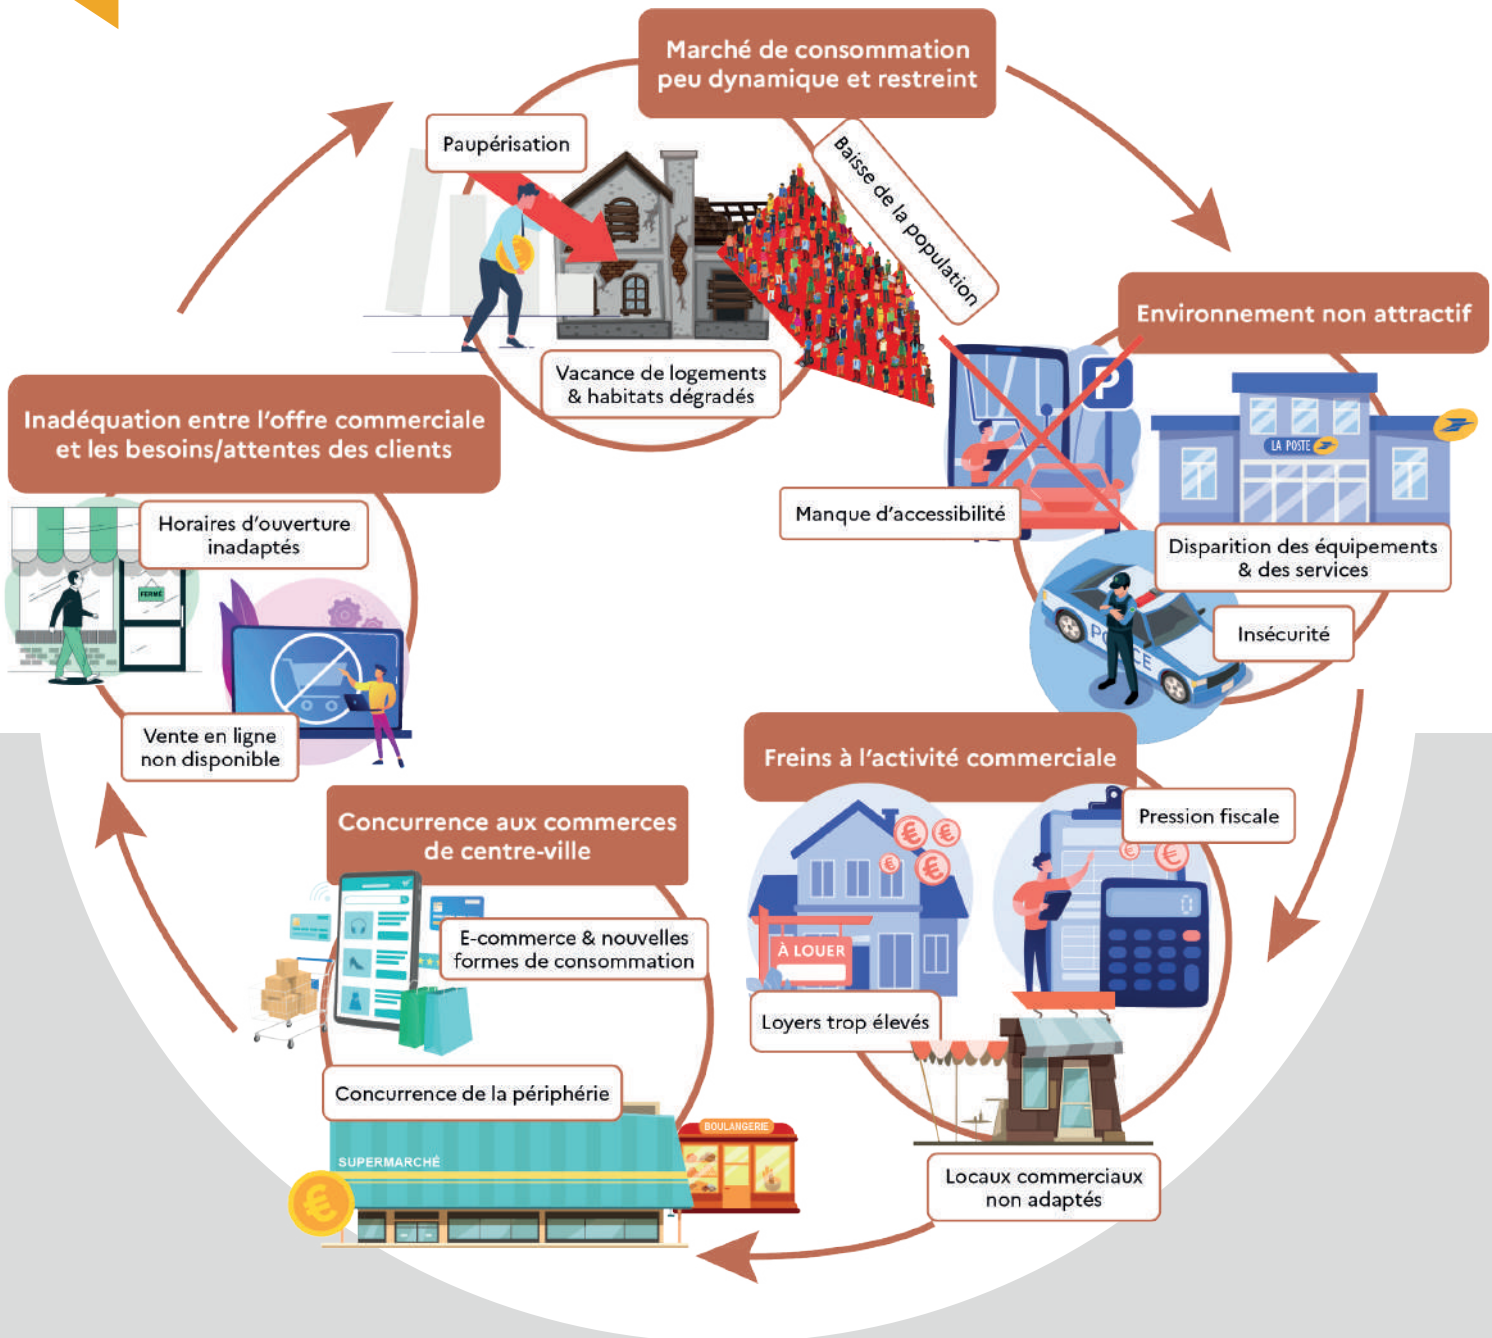 Marché de consommation
peu dynamique et restreint
Paupérisation
Baisse de la population
Vacance de logements
& habitats dégradés
Environnement non attractif
P
LA POSTE
Manque d'accessibilité
Disparition des équipements
& des services
POLICE
Insécurité
Freins à l'activité commerciale
Pression fiscale
€
€
€
€
€
€
0
À LOUER
Loyers trop élevés
Locaux commerciaux
non adaptés
Concurrence aux commerces
de centre-ville
E-commerce & nouvelles
formes de consommation
Concurrence de la périphérie
BOULANGERIE
SUPERMARCHÉ
€
Inadéquation entre l'offre commerciale
et les besoins/attentes des clients
Horaires d'ouverture
inadaptés
FERMÉ
Vente en ligne
non disponible